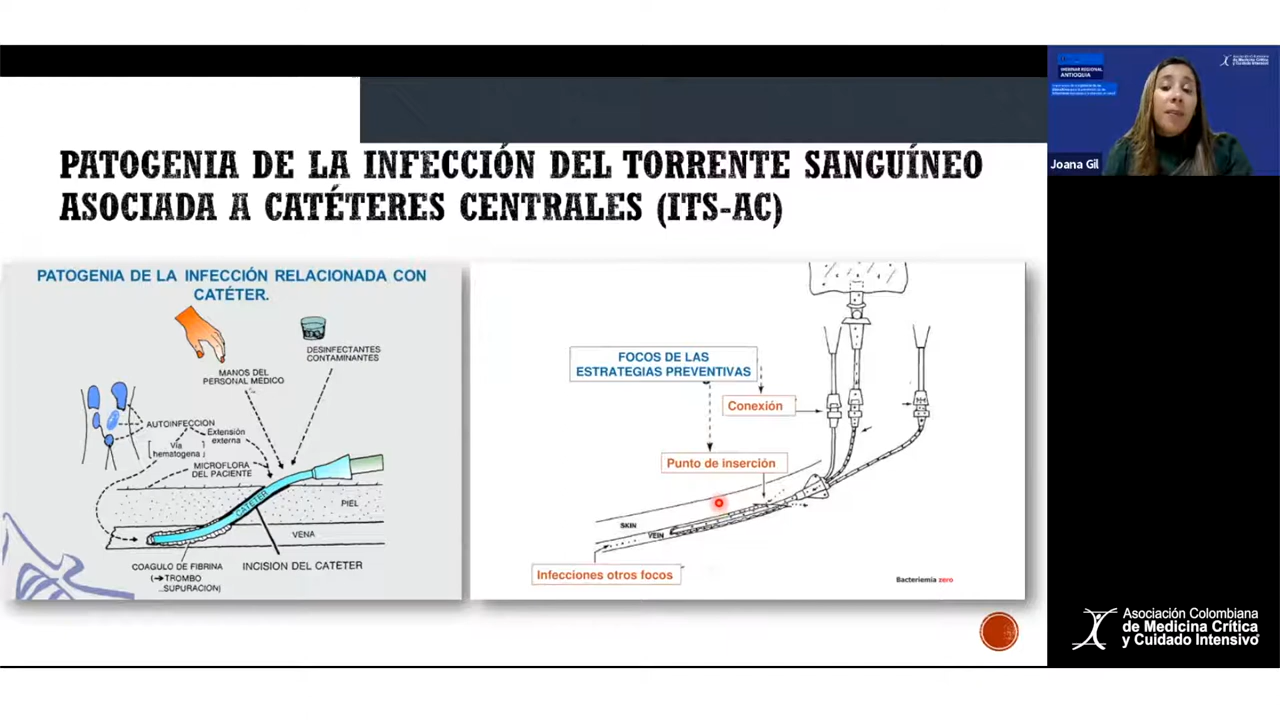 PATOGENIA DE LA INFECCIÓN DEL TORRENTE SANGUÍNEO
ASOCIADA A CATÉTERES CENTRALES (ITS-AC)
PATOGENIA DE LA INFECCIÓN RELACIONADA CON
CATÉTER.
DESINFECTANTES
CONTAMINANTES
MANOS DEL
PERSONAL MEDICO
AUTOINFECCION
Extensión
externa
Vía
hematogena
MICROFLORA
DEL PACIENTE
CATÉTER
PIEL
VENA
COAGULO DE FIBRINA
(➔TROMBO
...SUPURACION)
INCISION DEL CATETER
FOCOS DE LAS
ESTRATEGIAS PREVENTIVAS
Conexión
Punto de inserción
SKIN
VEIN
Infecciones otros focos
Bacteriemia zero
WEBINAR REGIONAL
ANTIOQUIA
Joana Gil
Asociación Colombiana
de Medicina Crítica
y Cuidado Intensivo